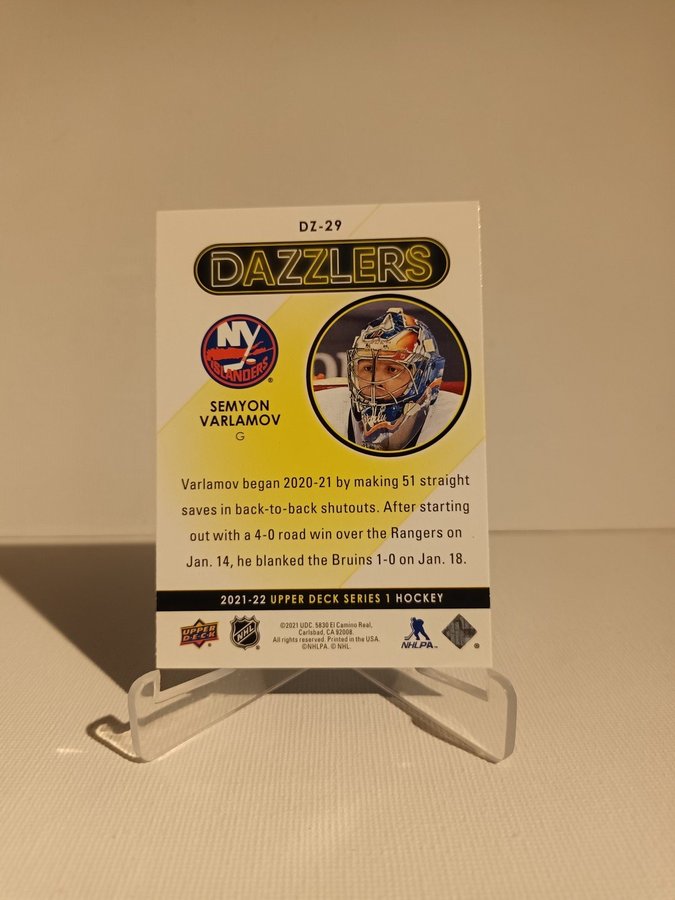 DZ-29
DAZZLERS
NY
ISLANDERS
®
SEMYON
VARLAMOV
G
Varlamov began 2020-21 by making 51 straight
saves in back-to-back shutouts. After starting
out with a 4-0 road win over the Rangers on
Jan. 14, he blanked the Bruins 1-0 on Jan. 18.
2021-22 UPPER DECK SERIES 1 HOCKEY
UPPER
DECK
NHL
©2021 UDC. 5830 El Camino Real,
Carlsbad, CA 92008.
All rights reserved. Printed in the USA.
©NHLPA. © NHL.
NHLPA